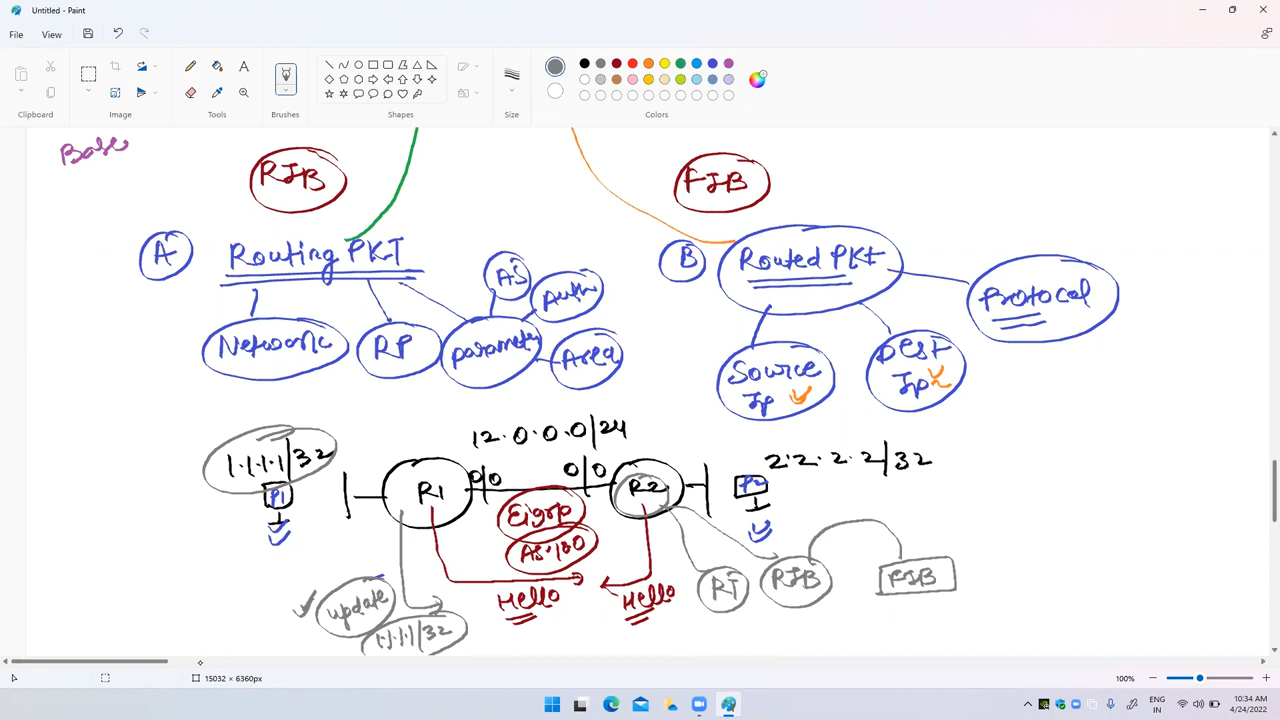 Untitled - Paint
File View
Clipboard Image Tools Brushes Shapes Size Colors
Base
RIB FIB
A Routing PKT AS Auth B Routed PKT Protocol
Network RP Parameter Area Source Ip Dest Ip
12.0.0.0/24
1.1.1.1/32 2.2.2.2/32
P1 R1 0/0 0/0 R2 P2
Eigrp
AS-100
Hello Hello RT RIB FIB
update
1.1.1.1/32
15032 × 6360px 100%
ENG
IN
10:34 AM
4/24/2022